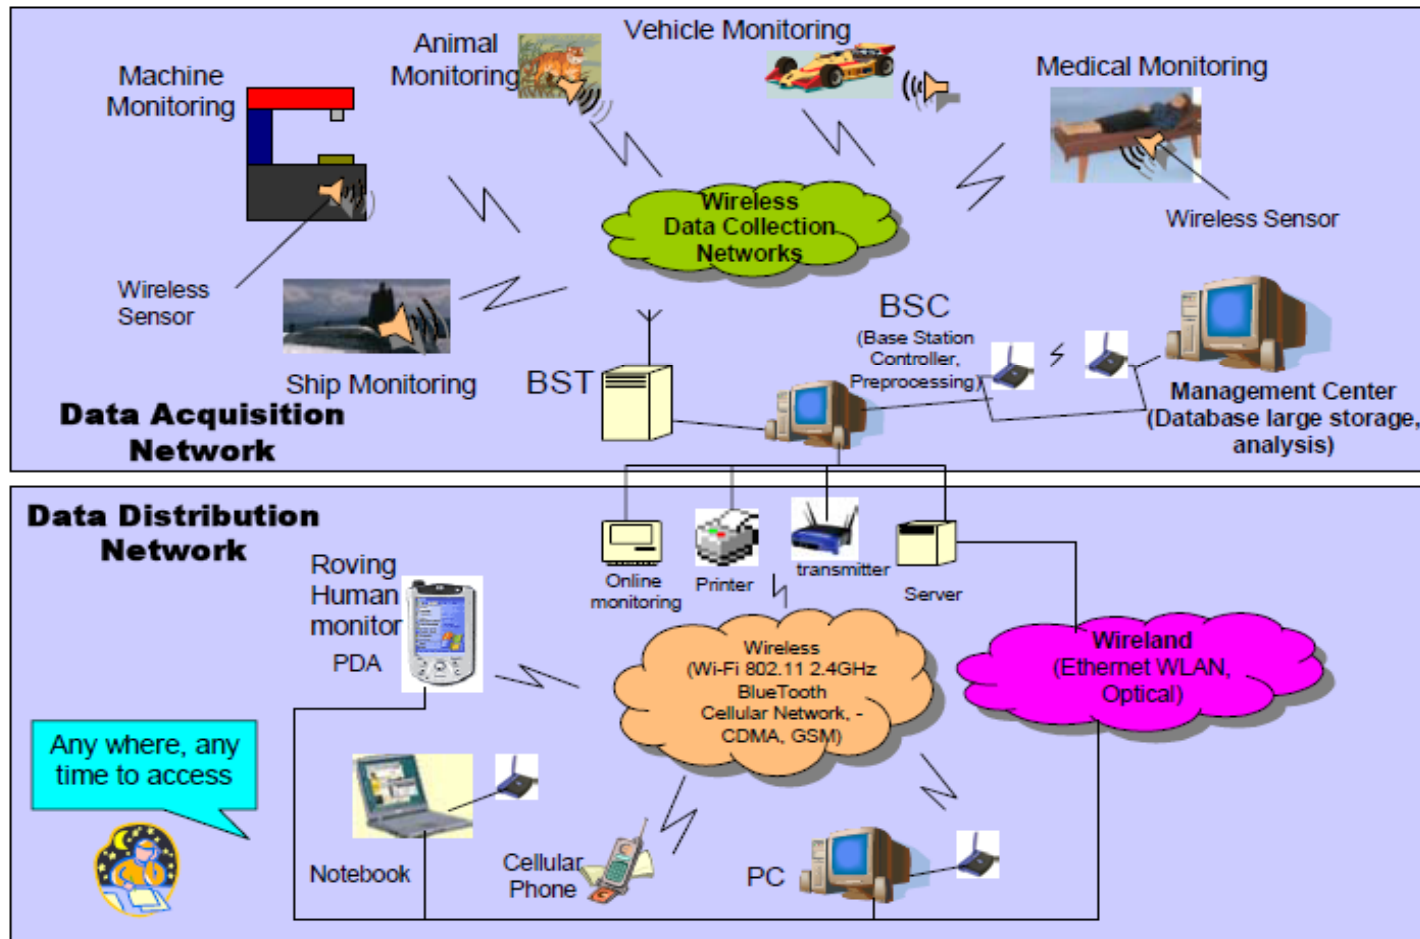 Machine
Monitoring
Animal
Monitoring
Vehicle Monitoring
Medical Monitoring
Wireless
Data Collection
Networks
Wireless Sensor
Wireless
Sensor
Ship Monitoring
BST
BSC
(Base Station
Controller,
Preprocessing)
Management Center
(Database large storage,
analysis)
Data Acquisition
Network
Data Distribution
Network
Roving
Human
monitor
PDA
Online
monitoring
Printer
transmitter
Server
Wireless
(Wi-Fi 802.11 2.4GHz
BlueTooth
Cellular Network, -
CDMA, GSM)
Wireland
(Ethernet WLAN,
Optical)
Any where, any
time to access
Notebook
Cellular
Phone
PC